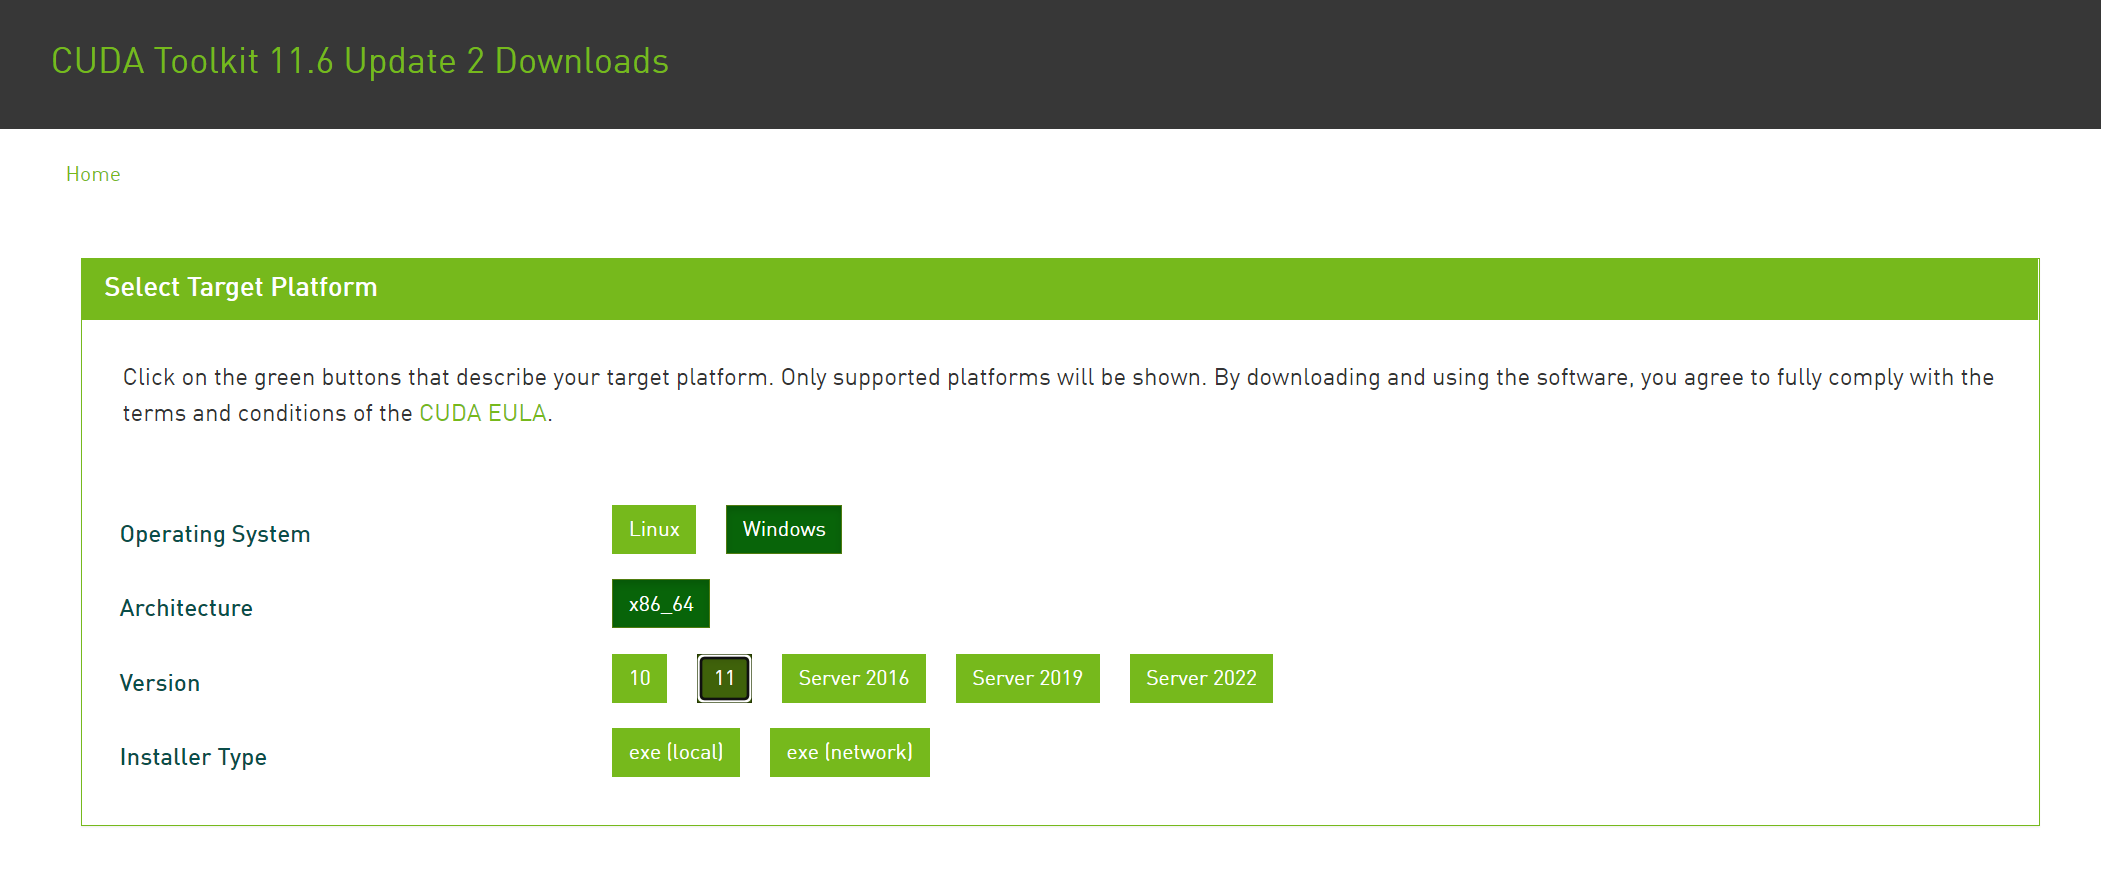 CUDA Toolkit 11.6 Update 2 Downloads
Home
Select Target Platform
Click on the green buttons that describe your target platform. Only supported platforms will be shown. By downloading and using the software, you agree to fully comply with the
terms and conditions of the CUDA EULA.
Operating System Linux Windows
Architecture x86_64
Version 10 11 Server 2016 Server 2019 Server 2022
Installer Type exe (local) exe (network)